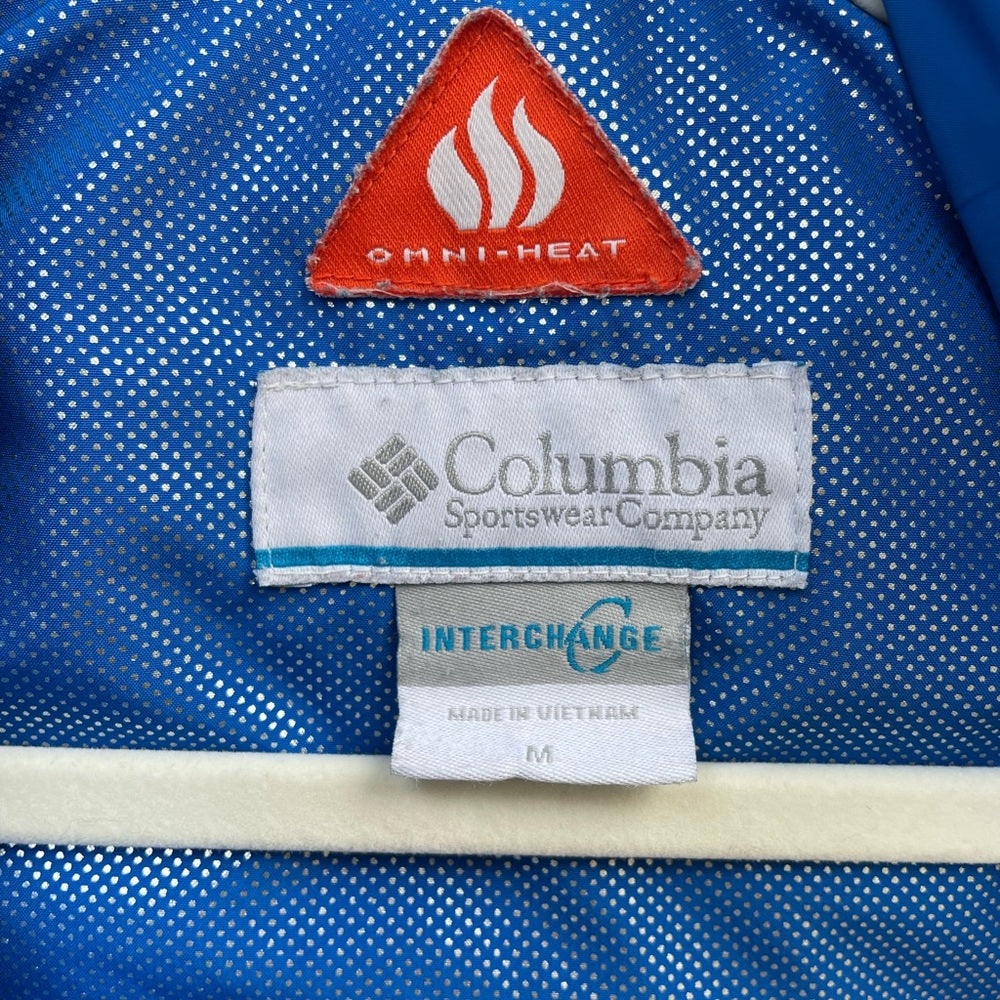 OMNI-HEAT
Columbia
Sportswear Company
INTERCHANGE
MADE IN VIETNAM
M